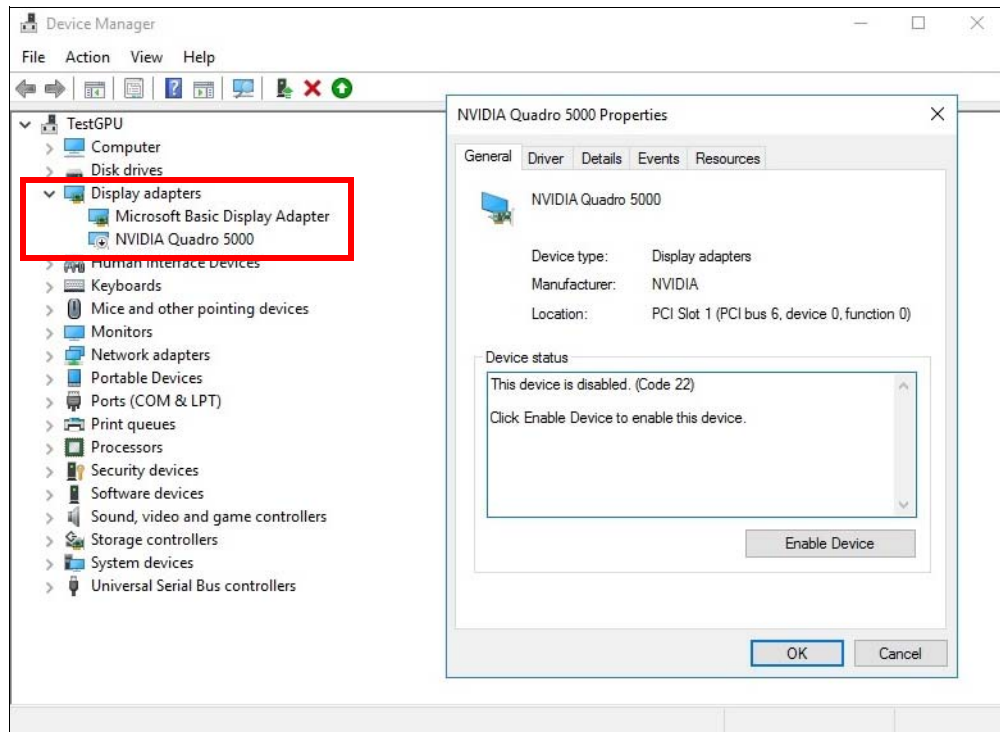 Device Manager
File Action View Help
TestGPU
Computer
Disk drives
Display adapters
Microsoft Basic Display Adapter
NVIDIA Quadro 5000
Human Interface Devices
Keyboards
Mice and other pointing devices
Monitors
Network adapters
Portable Devices
Ports (COM & LPT)
Print queues
Processors
Security devices
Software devices
Sound, video and game controllers
Storage controllers
System devices
Universal Serial Bus controllers
NVIDIA Quadro 5000 Properties
General Driver Details Events Resources
NVIDIA Quadro 5000
Device type: Display adapters
Manufacturer: NVIDIA
Location: PCI Slot 1 (PCI bus 6, device 0, function 0)
Device status
This device is disabled. (Code 22)
Click Enable Device to enable this device.
Enable Device
OK Cancel